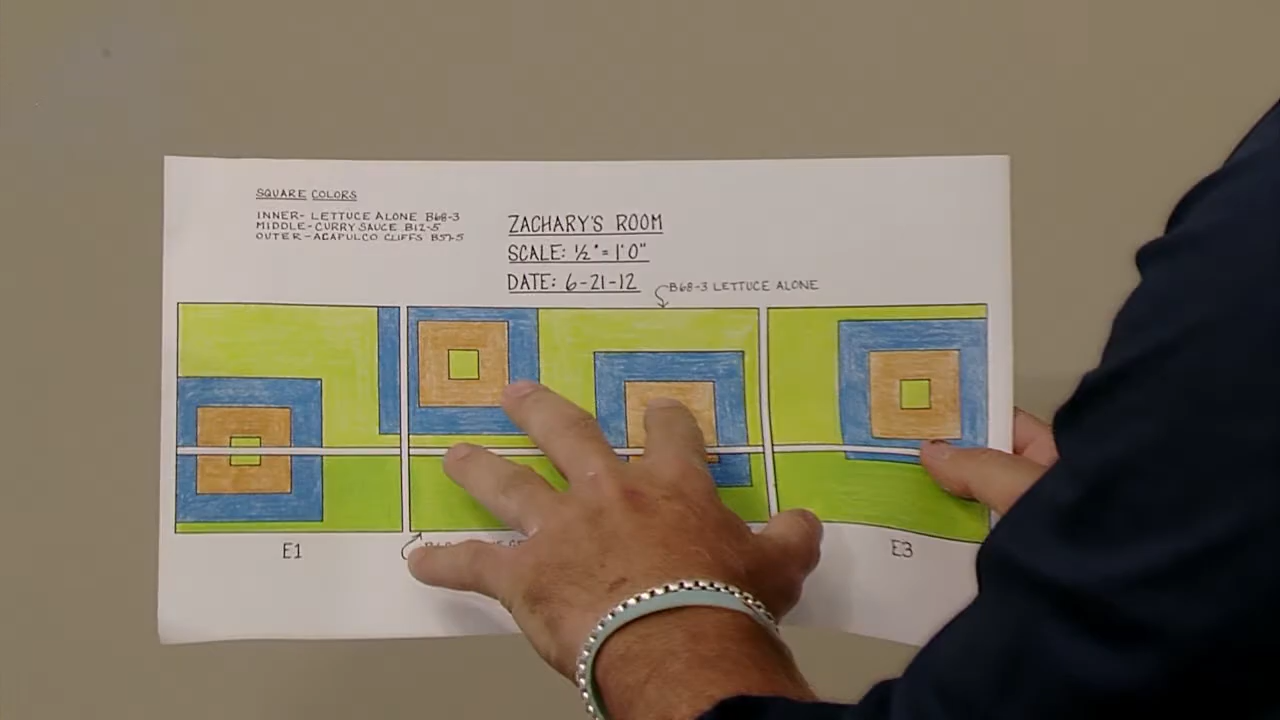 SQUARE COLORS
INNER- LETTUCE ALONE B68-3
MIDDLE-CURRY SAUCE B12-5
OUTER-ACAPULCO CLIFFS B57-5
ZACHARY'S ROOM
SCALE: ½" = 1'0"
DATE: 6-21-12
B68-3 LETTUCE ALONE
E1
E3